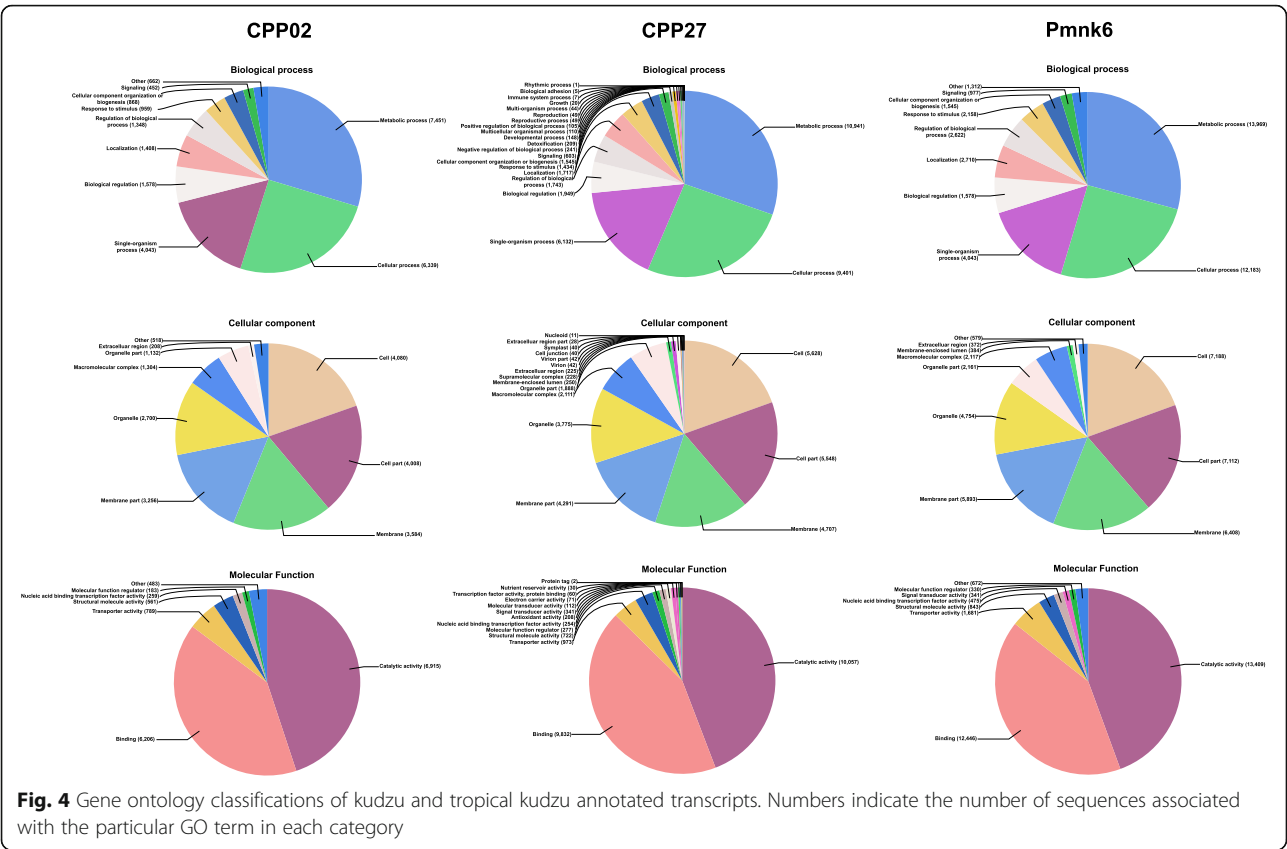 CPP02
CPP27
Pmnk6
Biological process
Other (662)
Signaling (452)
Cellular component organization or
biogenesis (868)
Response to stimulus (959)
Regulation of biological
process (1,348)
Localization (1,408)
Biological regulation (1,578)
Single-organism
process (4,043)
Metabolic process (7,451)
Cellular process (6,339)
Biological process
Rhythmic process (1)
Biological adhesion (5)
Immune system process (7)
Growth (20)
Multi-organism process (44)
Reproduction (49)
Reproductive process (49)
Positive regulation of biological process (105)
Multicellular organismal process (110)
Developmental process (148)
Detoxification (209)
Negative regulation of biological process (241)
Signaling (603)
Cellular component organization or biogenesis (1,545)
Response to stimulus (1,434)
Localization (1,717)
Regulation of biological
process (1,743)
Biological regulation (1,949)
Single-organism process (6,132)
Metabolic process (10,941)
Cellular process (9,401)
Biological process
Other (1,312)
Signaling (977)
Cellular component organization or
biogenesis (1,545)
Response to stimulus (2,158)
Regulation of biological
process (2,622)
Localization (2,710)
Biological regulation (1,578)
Single-organism
process (4,043)
Metabolic process (13,969)
Cellular process (12,183)
Cellular component
Other (518)
Extracelluar region (208)
Organelle part (1,132)
Macromolecular complex (1,304)
Organelle (2,700)
Membrane part (3,256)
Cell (4,080)
Cell part (4,008)
Membrane (3,584)
Cellular component
Nucleoid (11)
Extracelluar region part (28)
Symplast (40)
Cell junction (40)
Virion part (42)
Virion (42)
Extracelluar region (225)
Supramolecular complex (228)
Membrane-enclosed lumen (250)
Organelle part (1,888)
Macromolecular complex (2,111)
Organelle (3,775)
Membrane part (4,291)
Cell (5,628)
Cell part (5,548)
Membrane (4,707)
Cellular component
Other (579)
Extracelluar region (372)
Membrane-enclosed lumen (384)
Macromolecular complex (2,117)
Organelle part (2,161)
Organelle (4,754)
Membrane part (5,893)
Cell (7,188)
Cell part (7,112)
Membrane (6,408)
Molecular Function
Other (483)
Molecular function regulator (183)
Nucleic acid binding transcription factor activity (259)
Structural molecule activity (561)
Transporter activity (789)
Catalytic activity (6,915)
Binding (6,206)
Molecular Function
Protein tag (2)
Nutrient reservoir activity (30)
Transcription factor activity, protein binding (60)
Electron carrier activity (71)
Molecular transducer activity (112)
Signal transducer activity (341)
Antioxidant activity (208)
Nucleic acid binding transcription factor activity (254)
Molecular function regulator (277)
Structural molecule activity (722)
Transporter activity (973)
Catalytic activity (10,057)
Binding (9,832)
Molecular Function
Other (672)
Molecular function regulator (330)
Signal transducer activity (341)
Nucleic acid binding transcription factor activity (475)
Structural molecule activity (843)
Transporter activity (1,681)
Catalytic activity (13,409)
Binding (12,446)
Fig. 4 Gene ontology classifications of kudzu and tropical kudzu annotated transcripts. Numbers indicate the number of sequences associated
with the particular GO term in each category